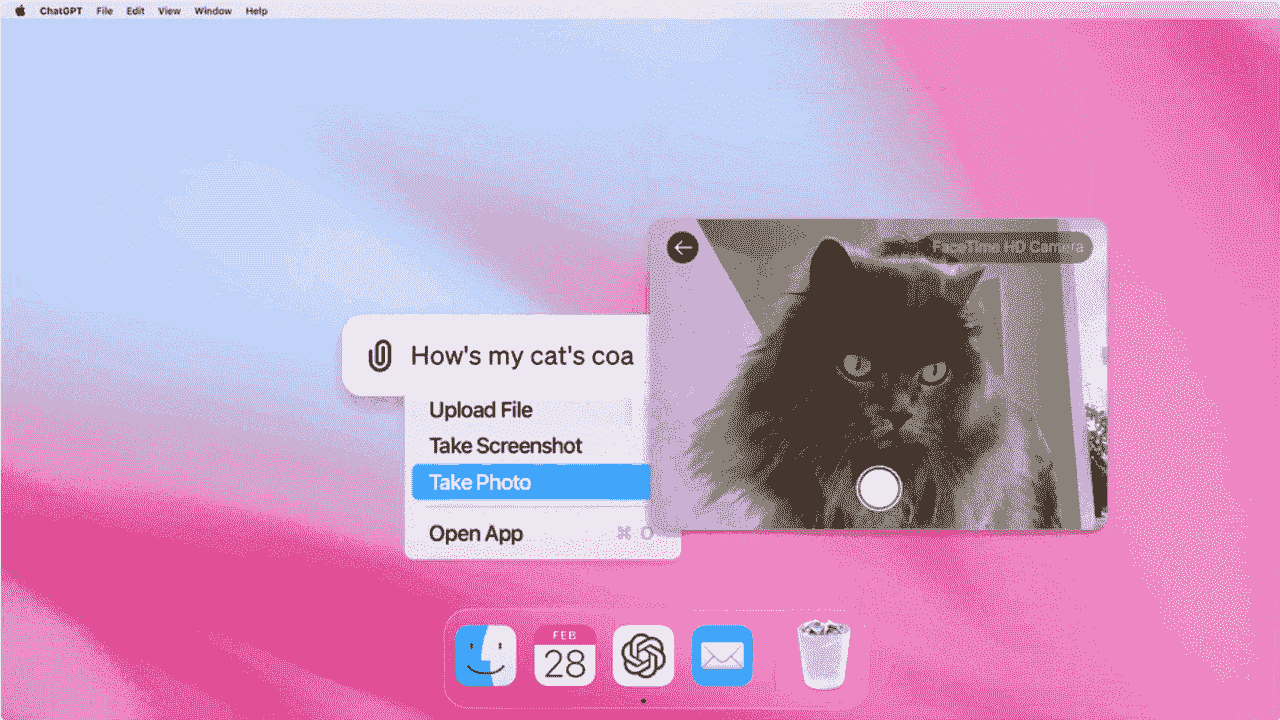 ChatGPT File Edit View Window Help
FaceTime HD Camera
How's my cat's coa
Upload File
Take Screenshot
Take Photo
Open App ⌘ O
FEB
28